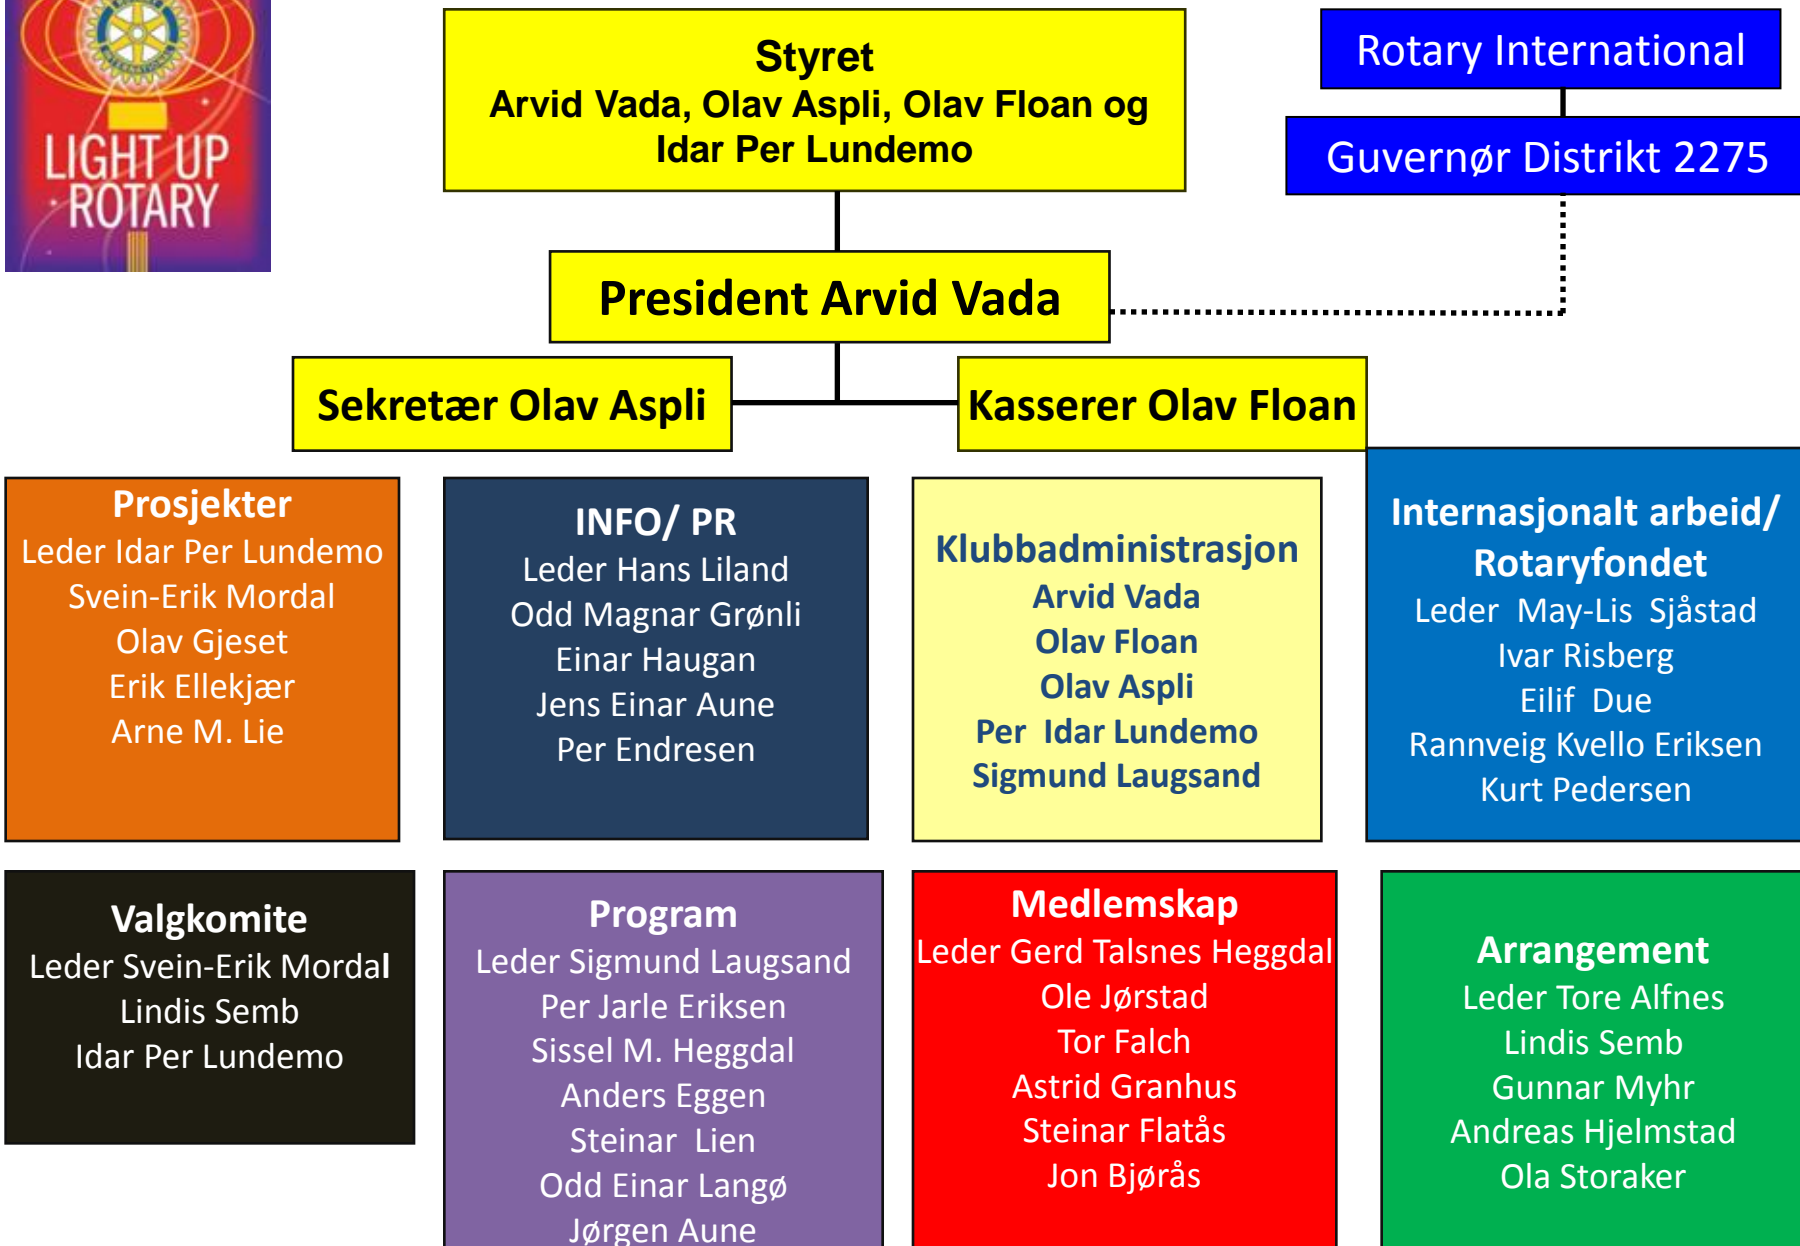 LIGHT UP
ROTARY
Styret
Arvid Vada, Olav Aspli, Olav Floan og
Idar Per Lundemo
Rotary International
Guvernør Distrikt 2275
President Arvid Vada
Sekretær Olav Aspli
Kasserer Olav Floan
Prosjekter
Leder Idar Per Lundemo
Svein-Erik Mordal
Olav Gjeset
Erik Ellekjær
Arne M. Lie
INFO/ PR
Leder Hans Liland
Odd Magnar Grønli
Einar Haugan
Jens Einar Aune
Per Endresen
Klubbadministrasjon
Arvid Vada
Olav Floan
Olav Aspli
Per Idar Lundemo
Sigmund Laugsand
Internasjonalt arbeid/
Rotaryfondet
Leder May-Lis Sjåstad
Ivar Risberg
Eilif Due
Rannveig Kvello Eriksen
Kurt Pedersen
Valgkomite
Leder Svein-Erik Mordal
Lindis Semb
Idar Per Lundemo
Program
Leder Sigmund Laugsand
Per Jarle Eriksen
Sissel M. Heggdal
Anders Eggen
Steinar Lien
Odd Einar Langø
Jørgen Aune
Medlemskap
Leder Gerd Talsnes Heggdal
Ole Jørstad
Tor Falch
Astrid Granhus
Steinar Flatås
Jon Bjørås
Arrangement
Leder Tore Alfnes
Lindis Semb
Gunnar Myhr
Andreas Hjelmstad
Ola Storaker